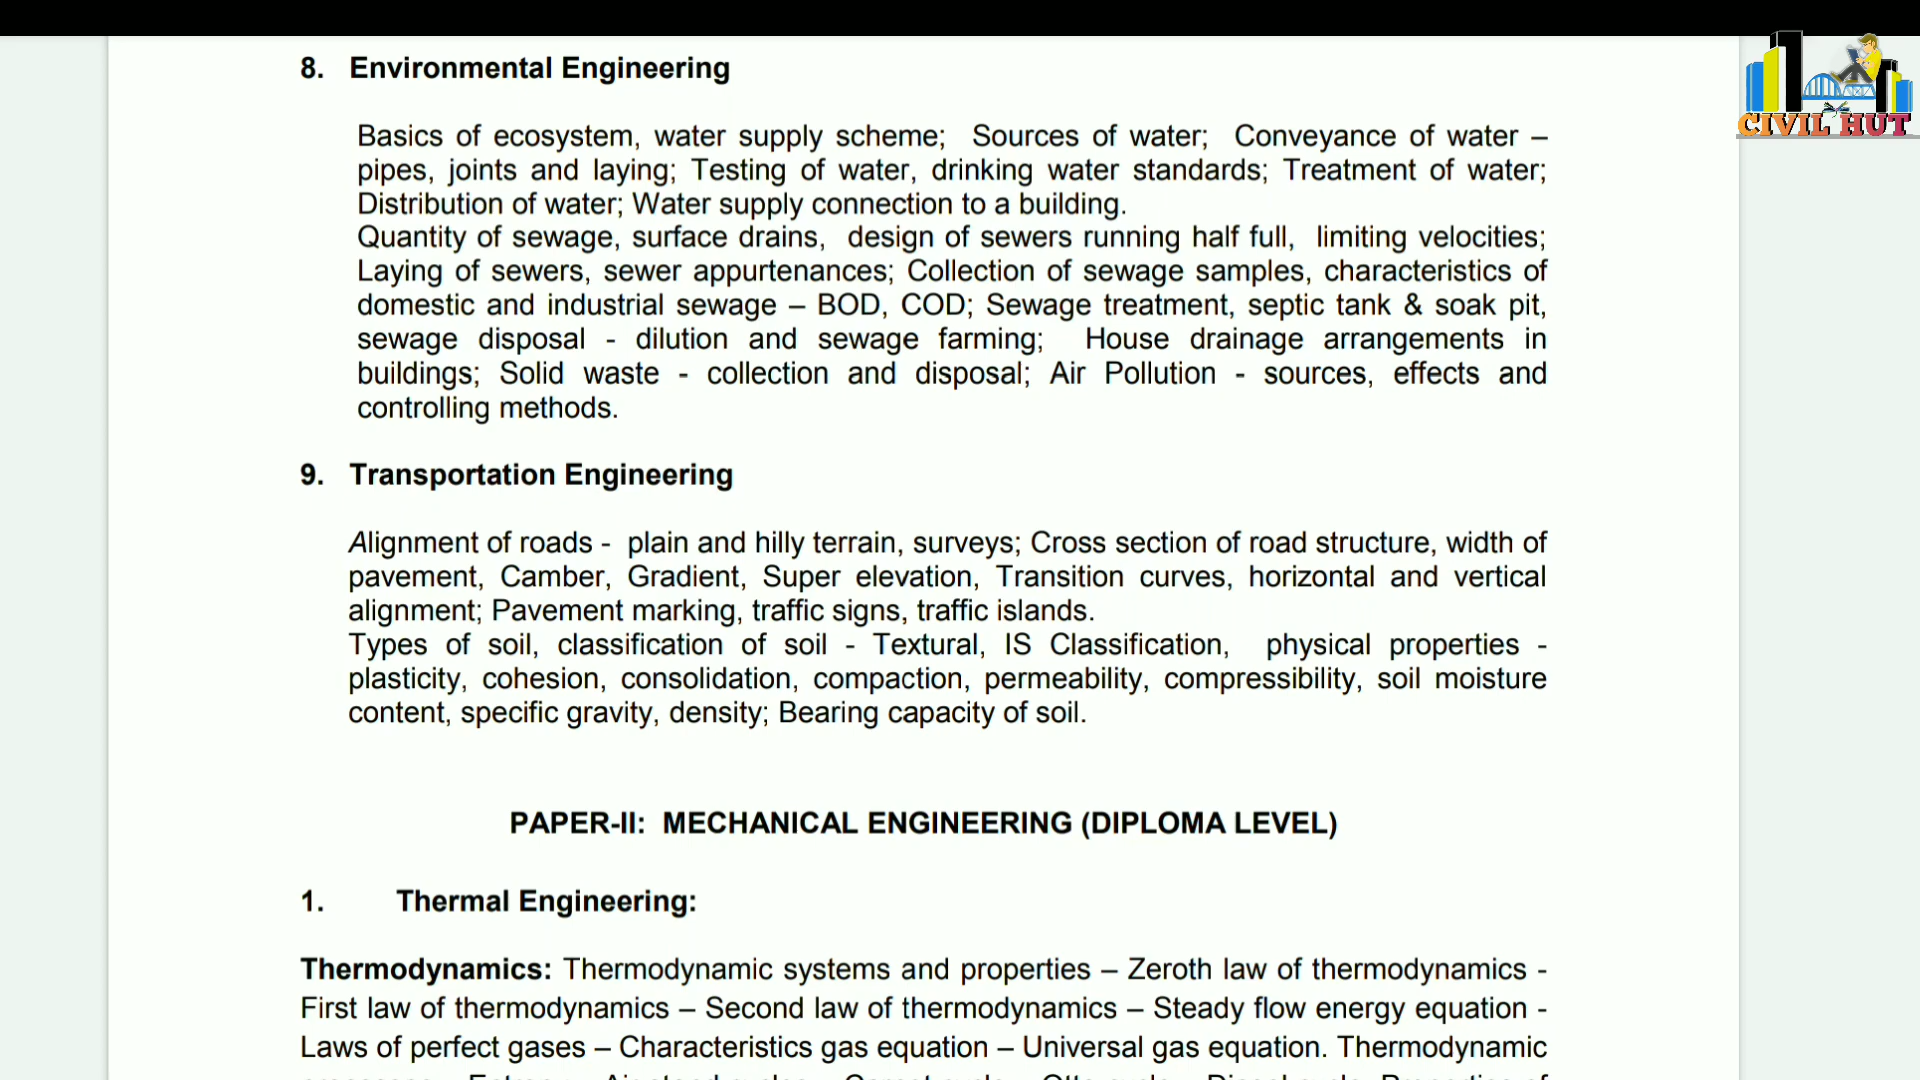 8. Environmental Engineering
Basics of ecosystem, water supply scheme; Sources of water; Conveyance of water –
pipes, joints and laying; Testing of water, drinking water standards; Treatment of water;
Distribution of water; Water supply connection to a building.
Quantity of sewage, surface drains, design of sewers running half full, limiting velocities;
Laying of sewers, sewer appurtenances; Collection of sewage samples, characteristics of
domestic and industrial sewage – BOD, COD; Sewage treatment, septic tank & soak pit,
sewage disposal - dilution and sewage farming; House drainage arrangements in
buildings; Solid waste - collection and disposal; Air Pollution - sources, effects and
controlling methods.
9. Transportation Engineering
Alignment of roads - plain and hilly terrain, surveys; Cross section of road structure, width of
pavement, Camber, Gradient, Super elevation, Transition curves, horizontal and vertical
alignment; Pavement marking, traffic signs, traffic islands.
Types of soil, classification of soil - Textural, IS Classification, physical properties -
plasticity, cohesion, consolidation, compaction, permeability, compressibility, soil moisture
content, specific gravity, density; Bearing capacity of soil.
PAPER-II: MECHANICAL ENGINEERING (DIPLOMA LEVEL)
1. Thermal Engineering:
Thermodynamics: Thermodynamic systems and properties – Zeroth law of thermodynamics -
First law of thermodynamics – Second law of thermodynamics – Steady flow energy equation -
Laws of perfect gases – Characteristics gas equation – Universal gas equation. Thermodynamic
CIVIL HUT